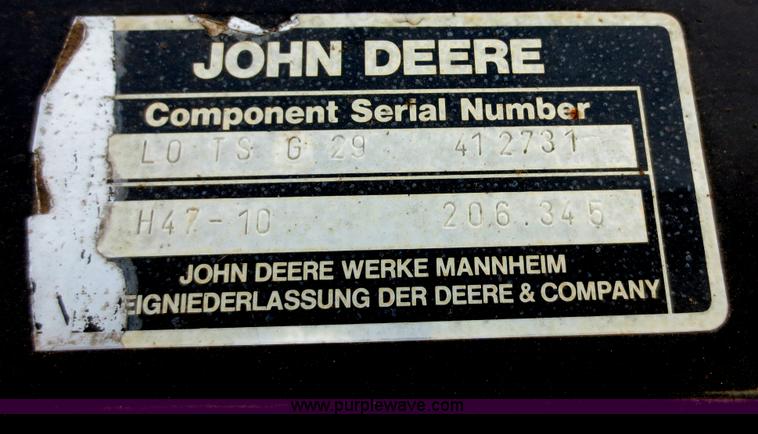 JOHN DEERE
Component Serial Number
LO TS G 29 412731
H47-10 206.345
JOHN DEERE WERKE MANNHEIM
EIGNIEDERLASSUNG DER DEERE & COMPANY
www.purplewave.com